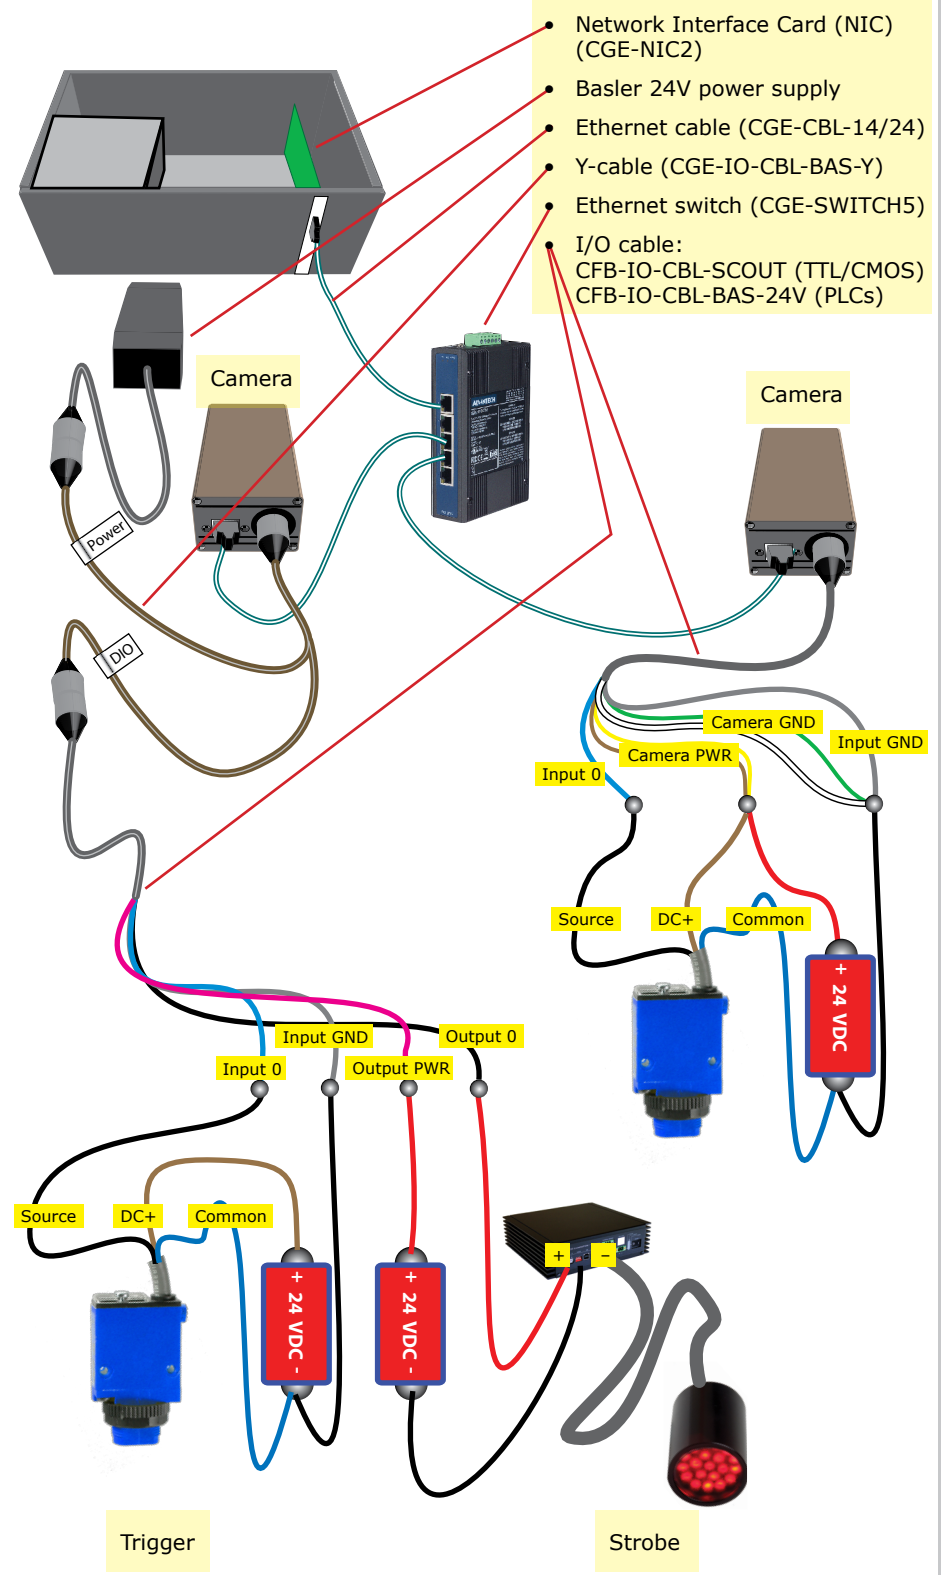 Network Interface Card (NIC)
(CGE-NIC2)
Basler 24V power supply
Ethernet cable (CGE-CBL-14/24)
Y-cable (CGE-IO-CBL-BAS-Y)
Ethernet switch (CGE-SWITCH5)
I/O cable:
CFB-IO-CBL-SCOUT (TTL/CMOS)
CFB-IO-CBL-BAS-24V (PLCs)
Camera
Camera
ADVANTECH
Power
DIO
Camera GND
Input GND
Camera PWR
Input 0
Source
DC+
Common
+ 24 VDC
Input GND
Output 0
Input 0
Output PWR
Source
DC+
Common
+
−
+ 24 VDC -
+ 24 VDC -
Trigger
Strobe